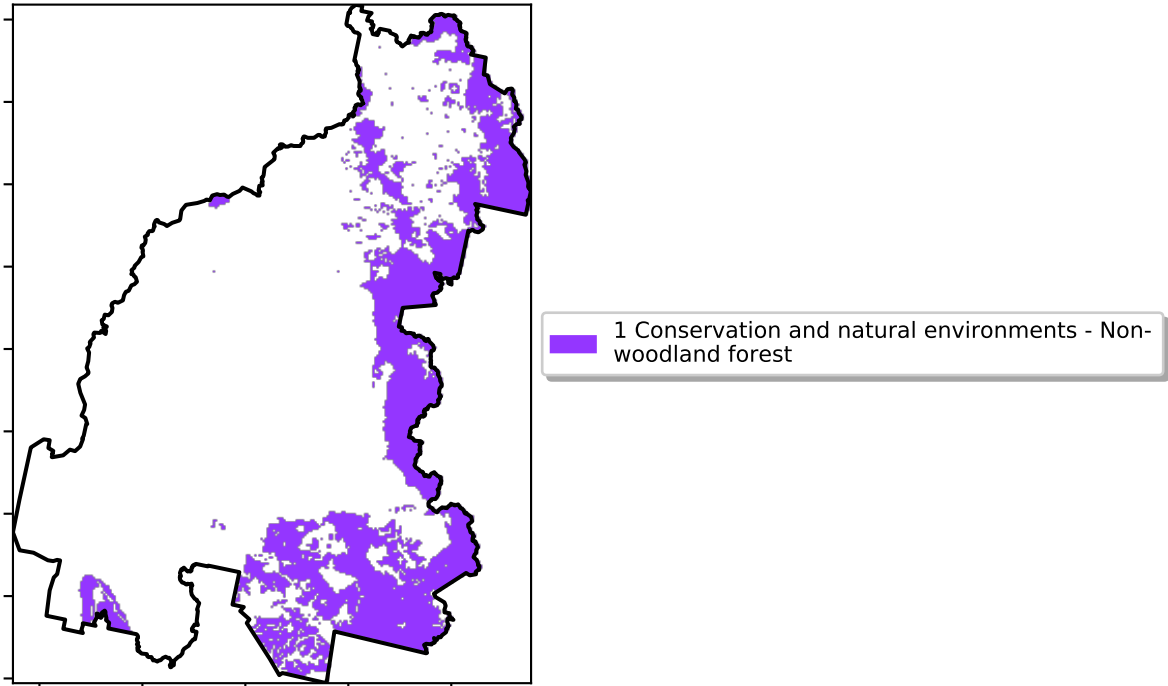 1 Conservation and natural environments - Non-
woodland forest